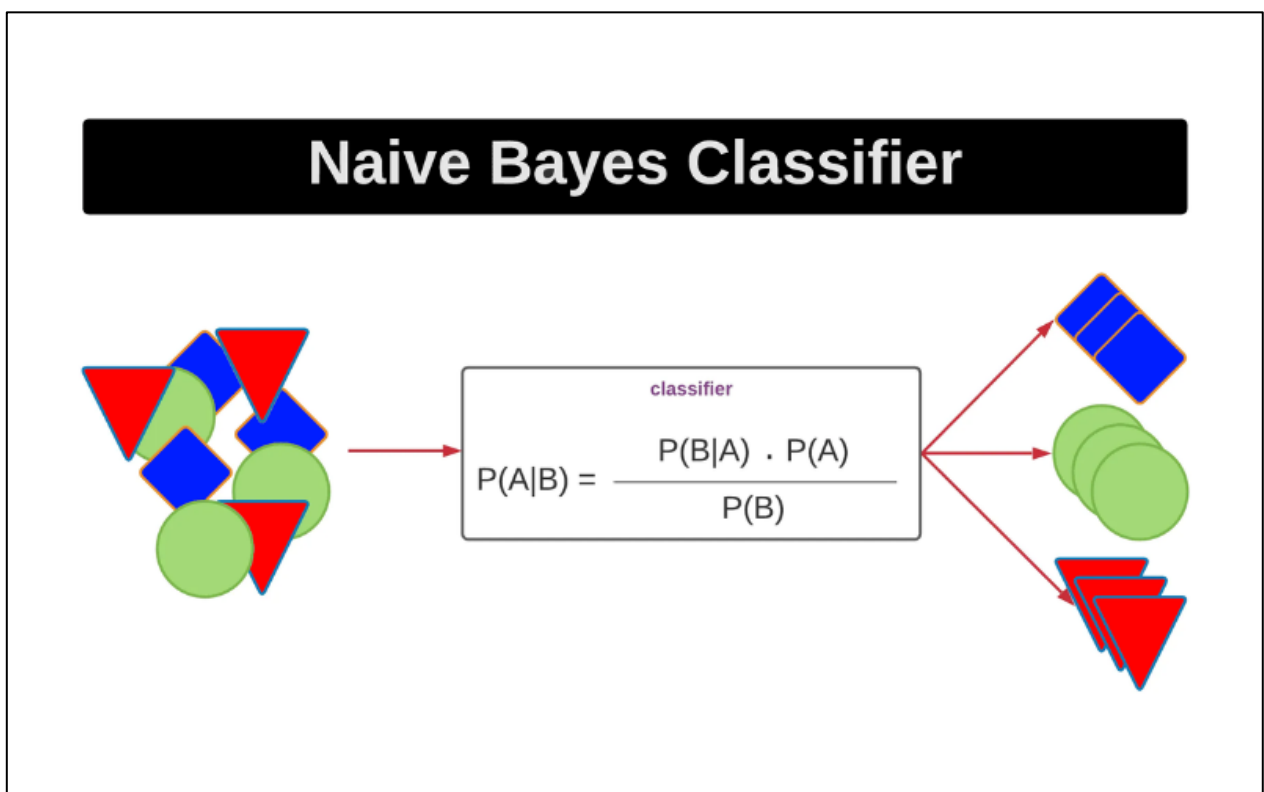 Naive Bayes Classifier
classifier
P(B|A) . P(A)
P(A|B) =
P(B)